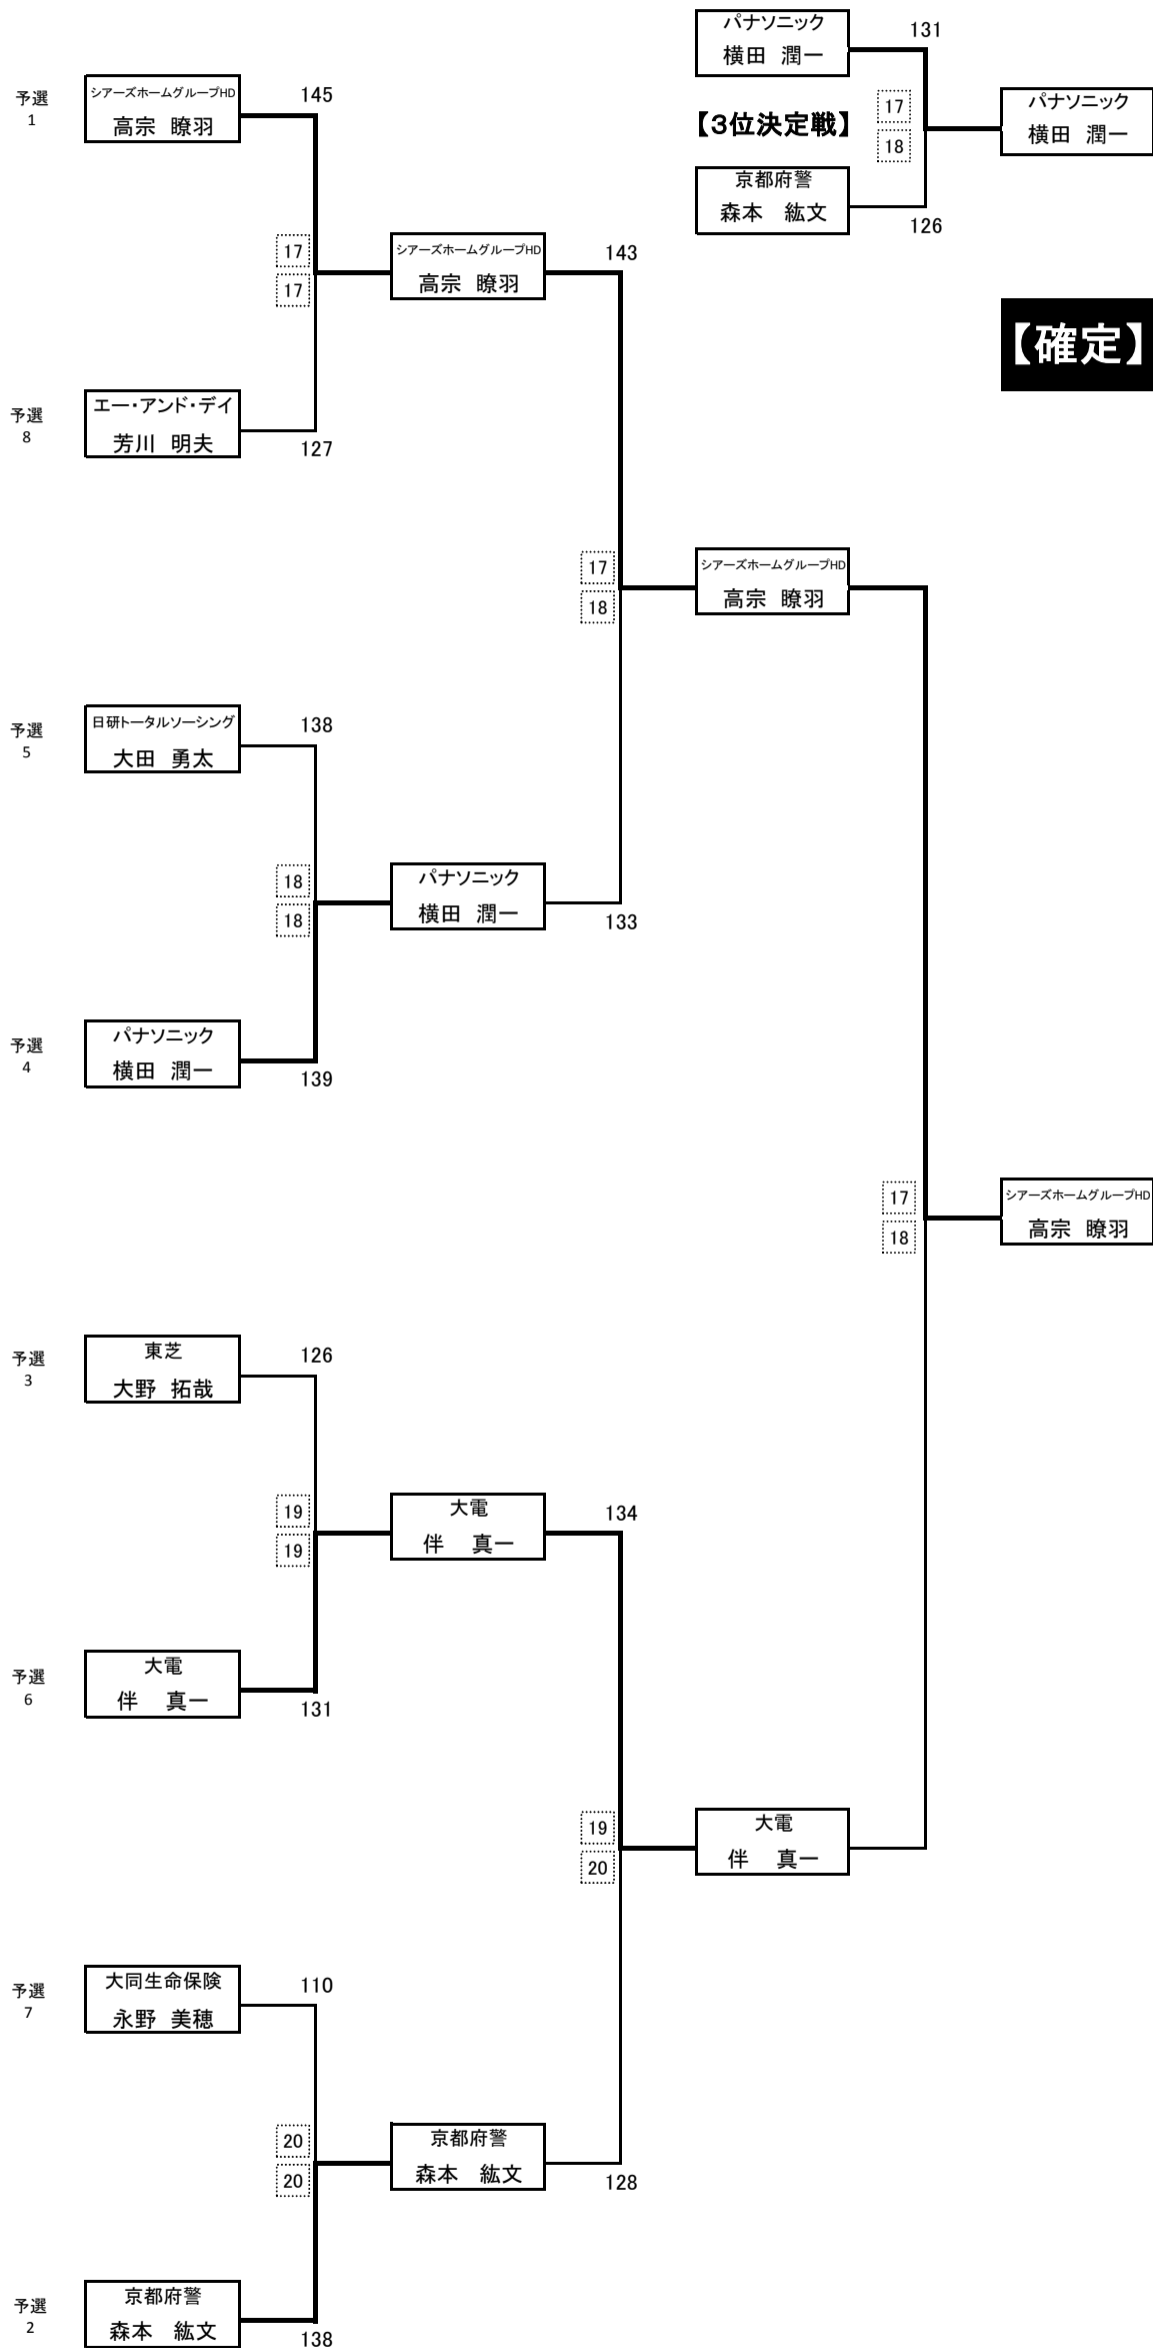 パナソニック
横田　潤一
131
【3位決定戦】
17
18
パナソニック
横田　潤一
京都府警
森本　紘文
126
【確定】
予選
1
シアーズホームグループHD
高宗　瞭羽
145
17
17
シアーズホームグループHD
高宗　瞭羽
143
予選
8
エー・アンド・デイ
芳川　明夫
127
17
18
シアーズホームグループHD
高宗　瞭羽
予選
5
日研トータルソーシング
大田　勇太
138
18
18
パナソニック
横田　潤一
133
予選
4
パナソニック
横田　潤一
139
17
18
シアーズホームグループHD
高宗　瞭羽
予選
3
東芝
大野　拓哉
126
19
19
大電
伴　真一
134
予選
6
大電
伴　真一
131
19
20
大電
伴　真一
予選
7
大同生命保険
永野　美穂
110
20
20
京都府警
森本　紘文
128
予選
2
京都府警
森本　紘文
138